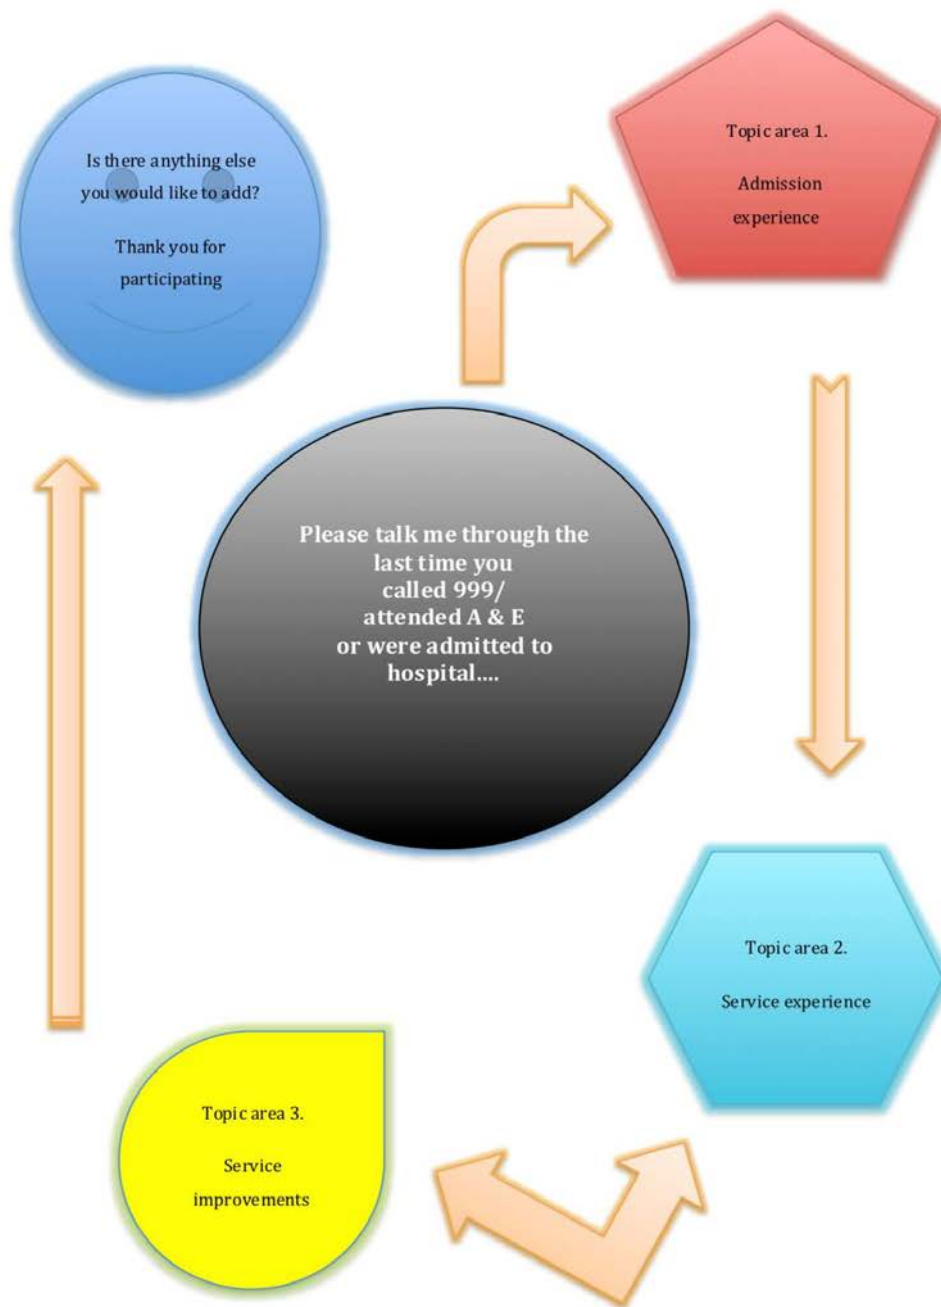 Please talk me through the
last time you
called 999/
attended A & E
or were admitted to
hospital....
Topic area 1.
Admission
experience
Topic area 2.
Service experience
Topic area 3.
Service
improvements
Is there anything else
you would like to add?
Thank you for
participating